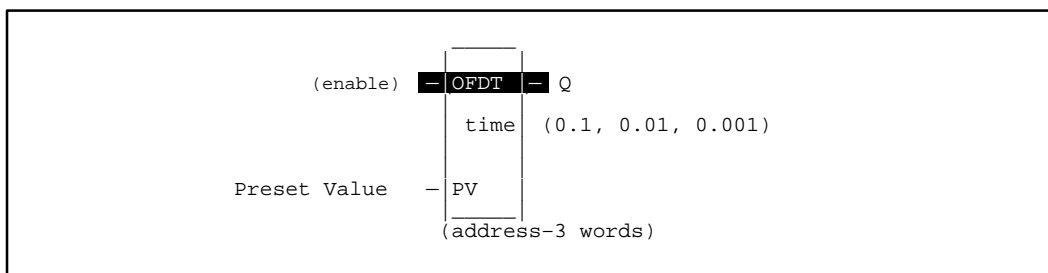 (enable) OFDT Q
time (0.1, 0.01, 0.001)
Preset Value PV
(address–3 words)